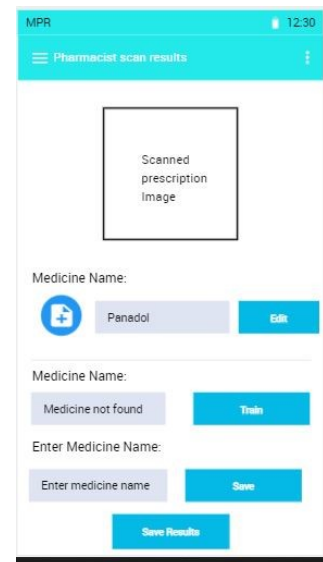 MPR 12:30
Pharmacist scan results
Scanned
prescription
Image
Medicine Name:
Panadol Edit
Medicine Name:
Medicine not found Train
Enter Medicine Name:
Enter medicine name Save
Save Results